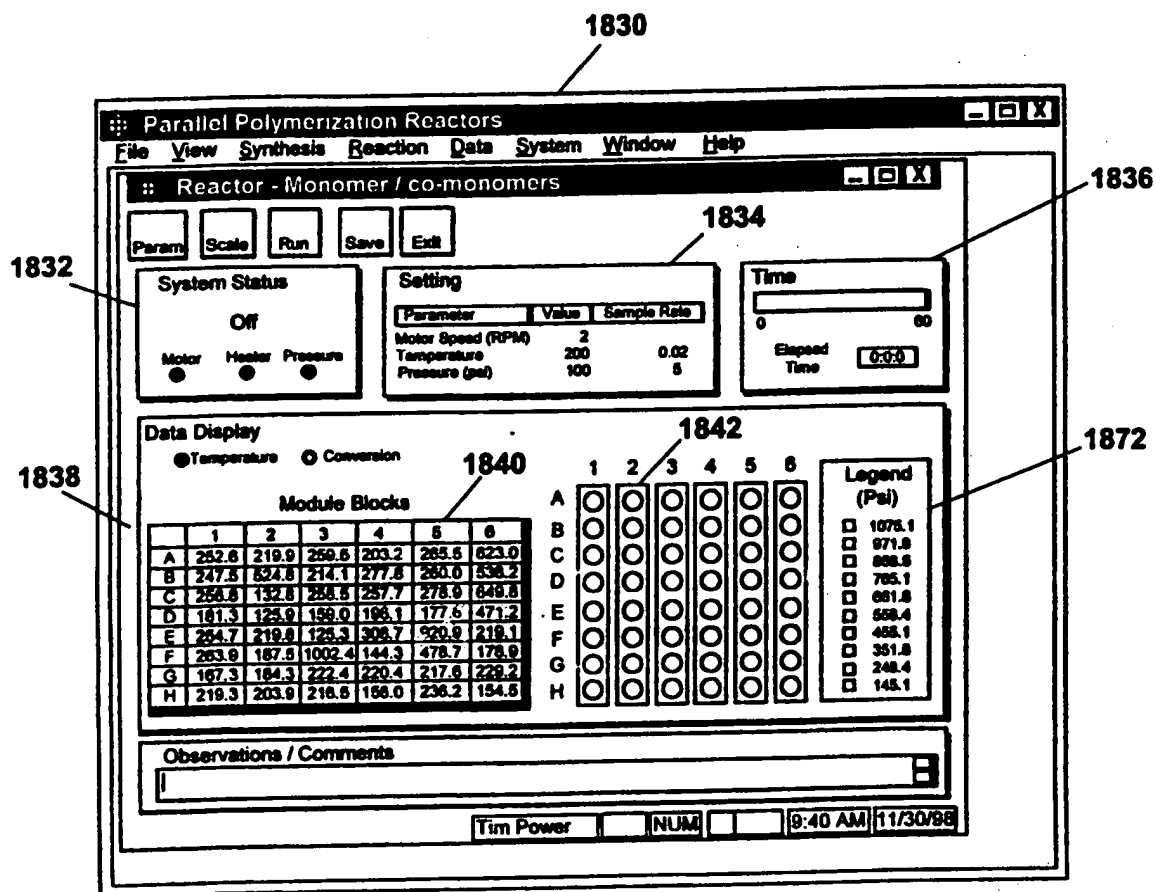 1830
Parallel Polymerization Reactors
File View Synthesis Reaction Data System Window Help
Reactor - Monomer / co-monomers
1836
Param Scale Run Save Exit
1834
1832
System Status
Off
Motor Heater Pressure
Setting
Parameter Value Sample Rate
Motor Speed (RPM) 2
Temperature 200 0.02
Pressure (psi) 100 5
Time
0 60
Elapsed Time 0:0:0
Data Display
Temperature Conversion
1838
1840
1842
1872
Module Blocks
1 2 3 4 5 6
A 252.6 219.9 259.5 203.2 265.5 623.0
B 247.5 524.8 214.1 277.8 260.0 538.2
C 256.8 132.8 258.5 257.7 278.9 649.8
D 181.3 125.9 159.0 196.1 177.6 471.2
E 254.7 219.8 125.3 306.7 920.9 219.1
F 263.9 187.5 1002.4 144.3 478.7 178.9
G 167.3 184.3 222.4 220.4 217.6 229.2
H 219.3 203.9 216.5 156.0 236.2 154.5
1 2 3 4 5 6
A
B
C
D
E
F
G
H
Legend
(Psi)
1075.1
971.8
868.5
765.1
661.8
558.4
455.1
351.8
248.4
145.1
Observations / Comments
Tim Power NUM 9:40 AM 11/30/98